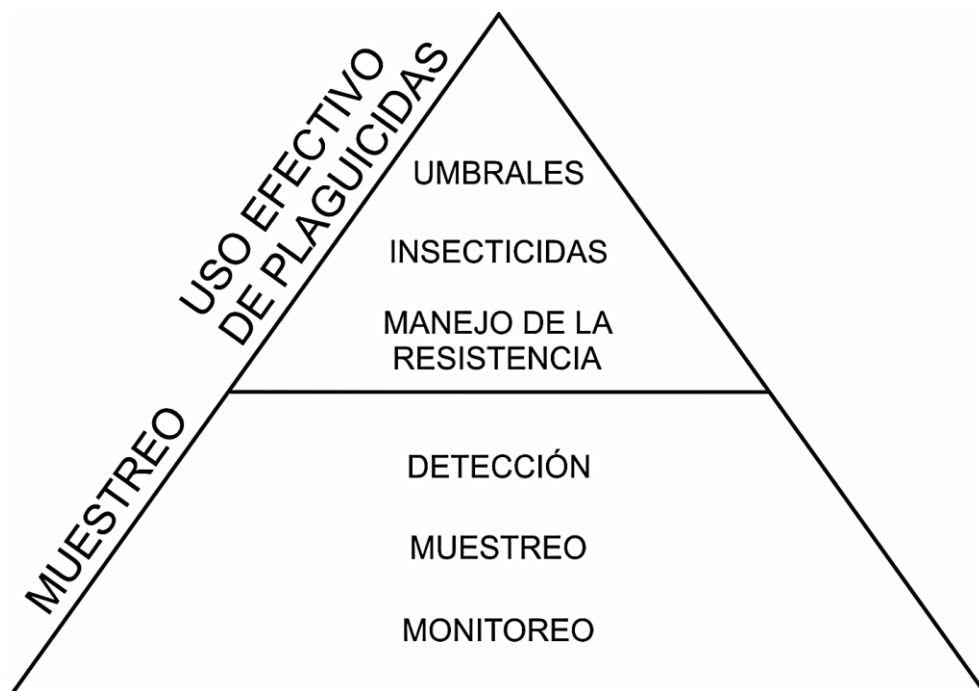 USO EFECTIVO
DE PLAGUICIDAS
UMBRALES
INSECTICIDAS
MANEJO DE LA
RESISTENCIA
MUESTREO
DETECCIÓN
MUESTREO
MONITOREO